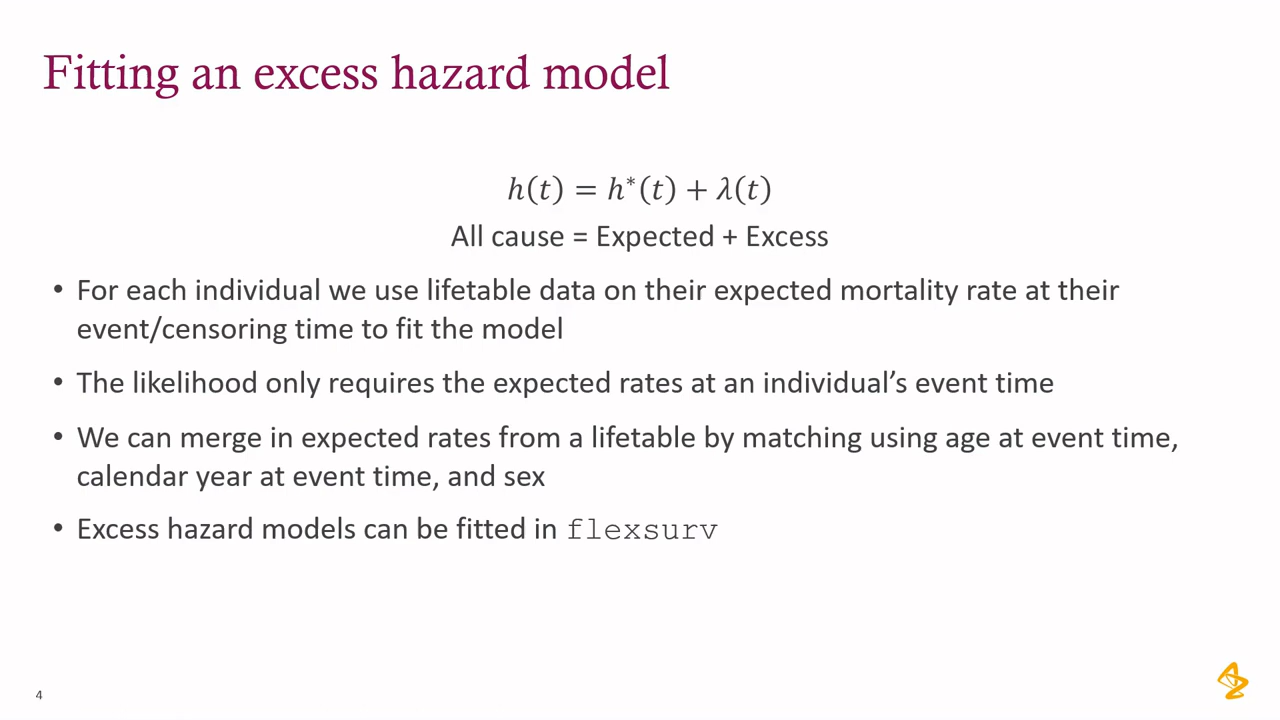 Fitting an excess hazard model
ℎ(𝑡) = ℎ*(𝑡) + 𝜆(𝑡)
All cause = Expected + Excess
• For each individual we use lifetable data on their expected mortality rate at their
event/censoring time to fit the model
• The likelihood only requires the expected rates at an individual’s event time
• We can merge in expected rates from a lifetable by matching using age at event time,
calendar year at event time, and sex
• Excess hazard models can be fitted in flexsurv
4